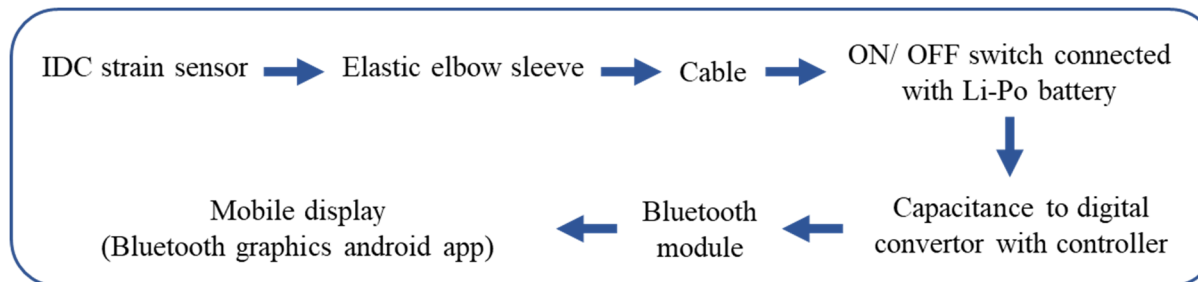 IDC strain sensor
Elastic elbow sleeve
Cable
ON/ OFF switch connected
with Li-Po battery
Capacitance to digital
convertor with controller
Bluetooth
module
Mobile display
(Bluetooth graphics android app)